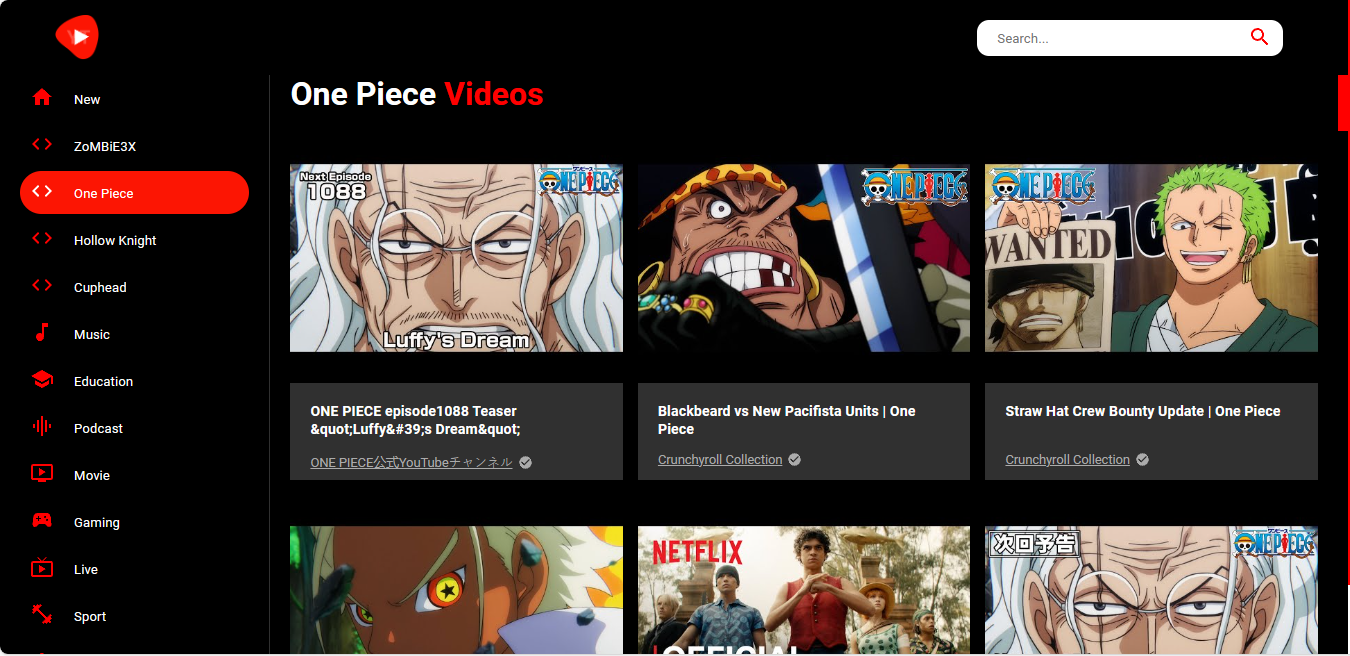 Search...
New
ZoMBiE3X
One Piece
Hollow Knight
Cuphead
Music
Education
Podcast
Movie
Gaming
Live
Sport
One Piece Videos
Next Episode
1088
ONE PIECE
Luffy's Dream
ONE PIECE
ONE PIECE
WANTED
ONE PIECE episode1088 Teaser
&quot;Luffy&#39;s Dream&quot;
ONE PIECE公式YouTubeチャンネル
Blackbeard vs New Pacifista Units | One
Piece
Crunchyroll Collection
Straw Hat Crew Bounty Update | One Piece
Crunchyroll Collection
NETFLIX
OFFICIAL
次回予告
ONE PIECE